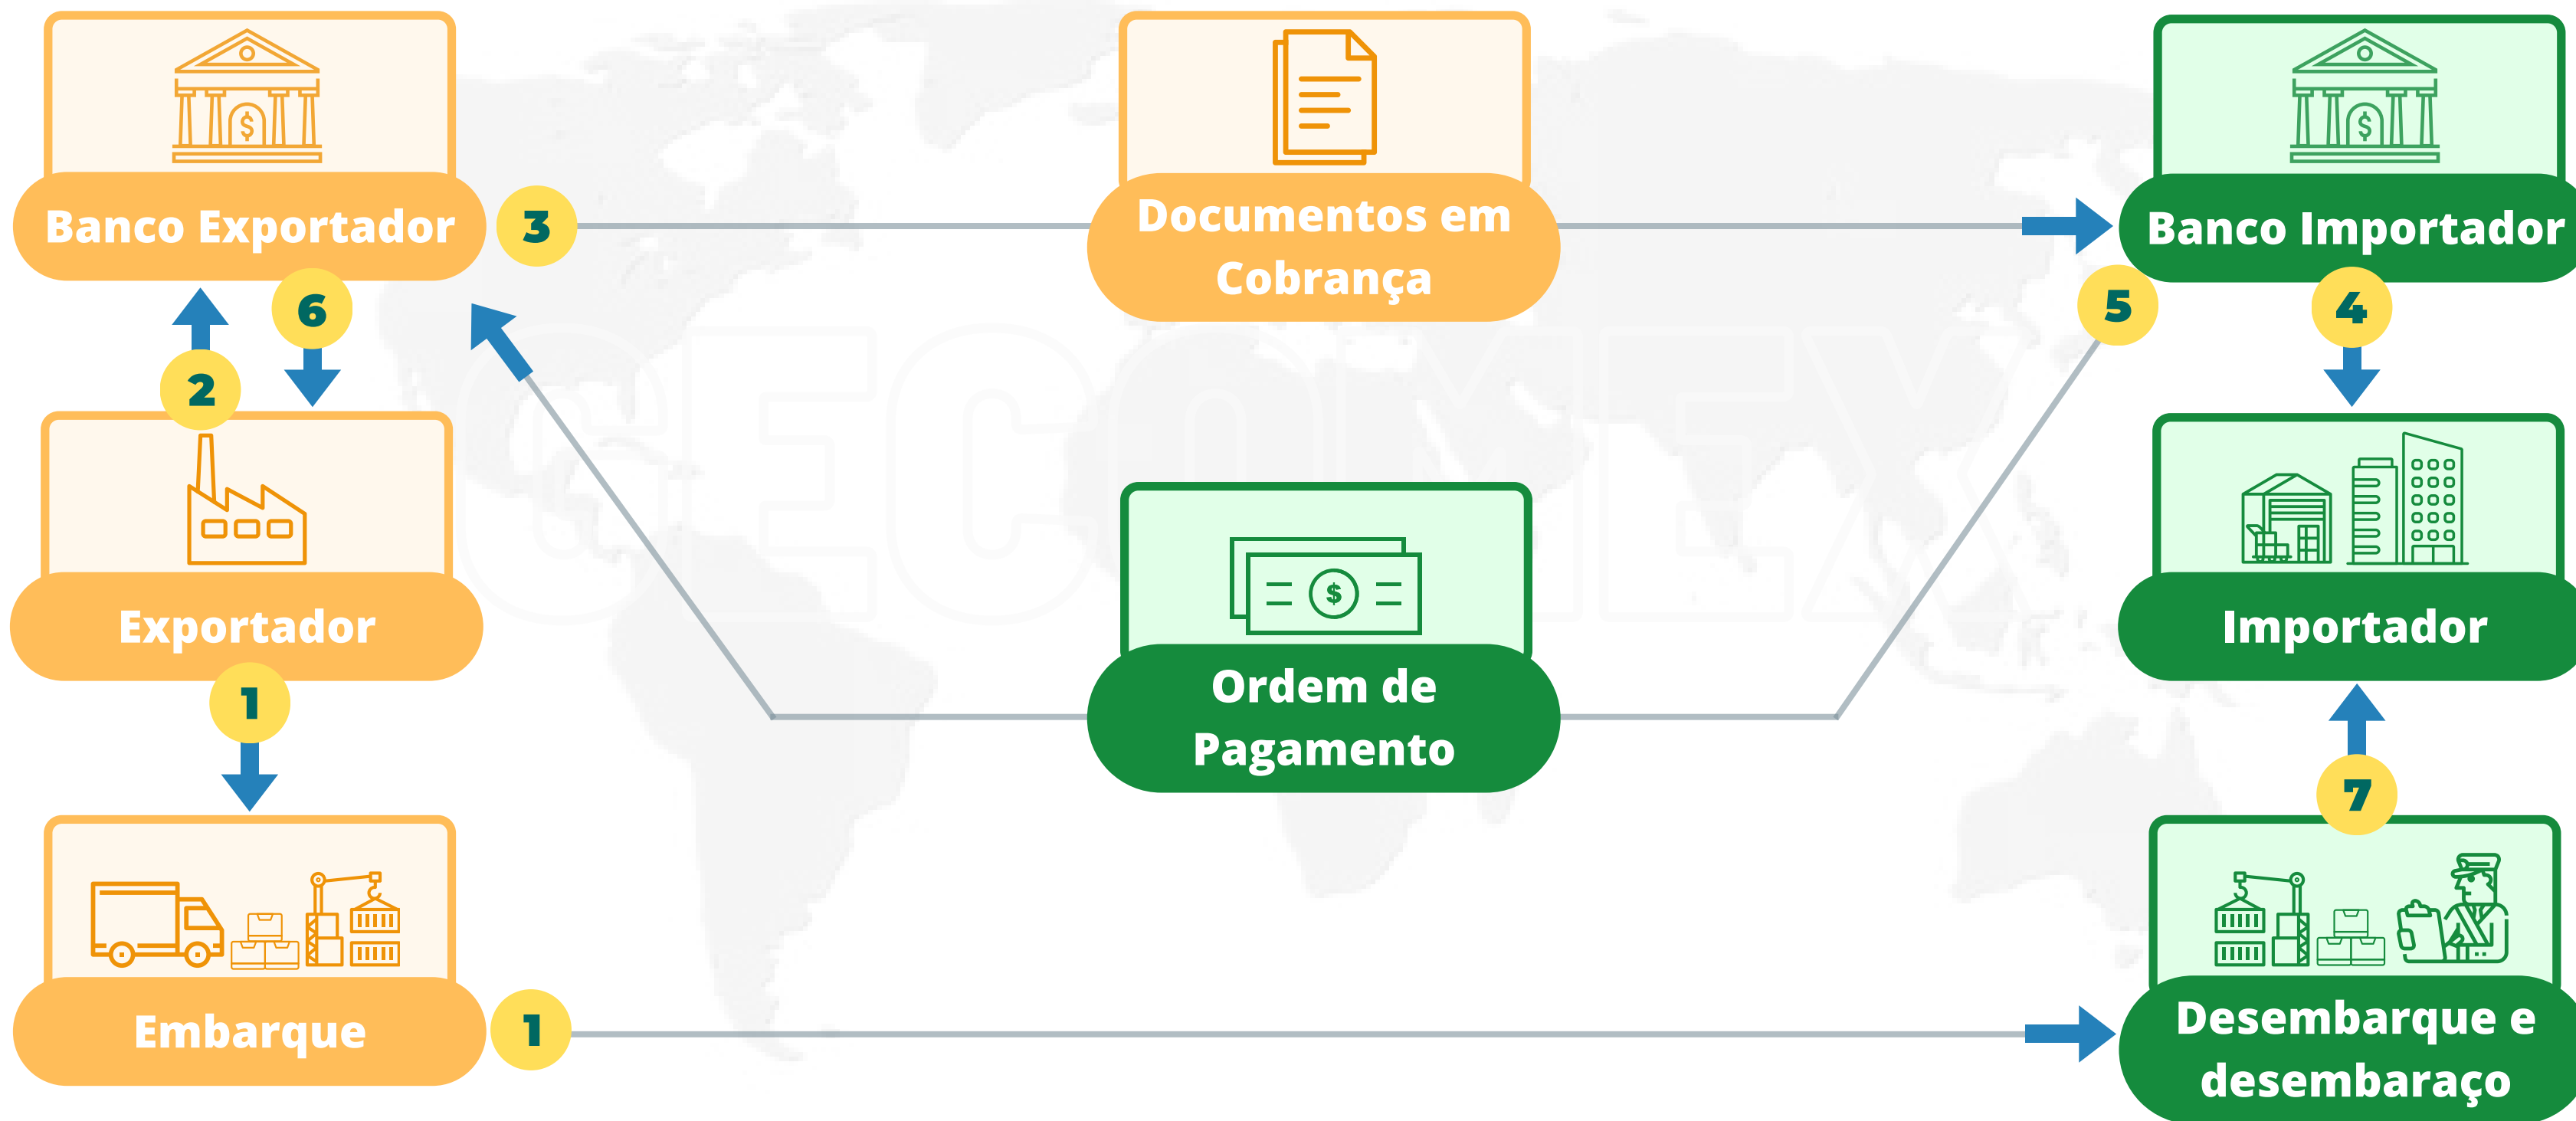 Banco Exportador
3
Documentos em
Cobrança
Banco Importador
6
2
5
4
Exportador
1
$
Ordem de
Pagamento
Importador
7
Embarque
1
Desembarque e
desembaraço
GECOMEX